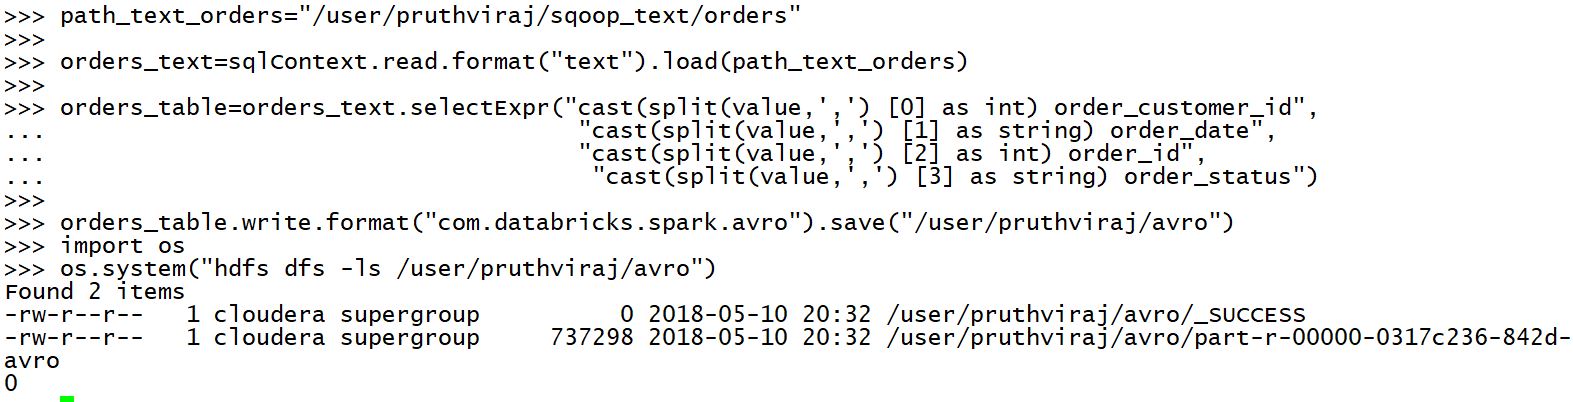 >>> path_text_orders="/user/pruthviraj/sqoop_text/orders"
>>>
>>> orders_text=sqlContext.read.format("text").load(path_text_orders)
>>>
>>> orders_table=orders_text.selectExpr("cast(split(value,',') [0] as int) order_customer_id",
...                                      "cast(split(value,',') [1] as string) order_date",
...                                      "cast(split(value,',') [2] as int) order_id",
...                                       "cast(split(value,',') [3] as string) order_status")
>>>
>>> orders_table.write.format("com.databricks.spark.avro").save("/user/pruthviraj/avro")
>>> import os
>>> os.system("hdfs dfs -ls /user/pruthviraj/avro")
Found 2 items
-rw-r--r--   1 cloudera supergroup          0 2018-05-10 20:32 /user/pruthviraj/avro/_SUCCESS
-rw-r--r--   1 cloudera supergroup     737298 2018-05-10 20:32 /user/pruthviraj/avro/part-r-00000-0317c236-842d-
avro
0